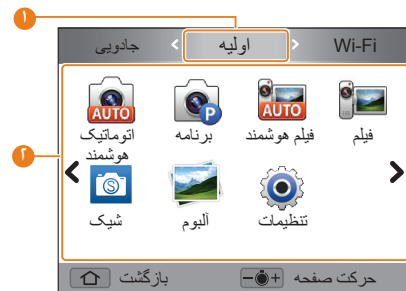 ۱
جادویی اولیه Wi-Fi
۲
AUTO P AUTO
اتوماتیک هوشمند برنامه فیلم هوشمند فیلم
S
شیک آلبوم تنظیمات
بازگشت حرکت صفحه